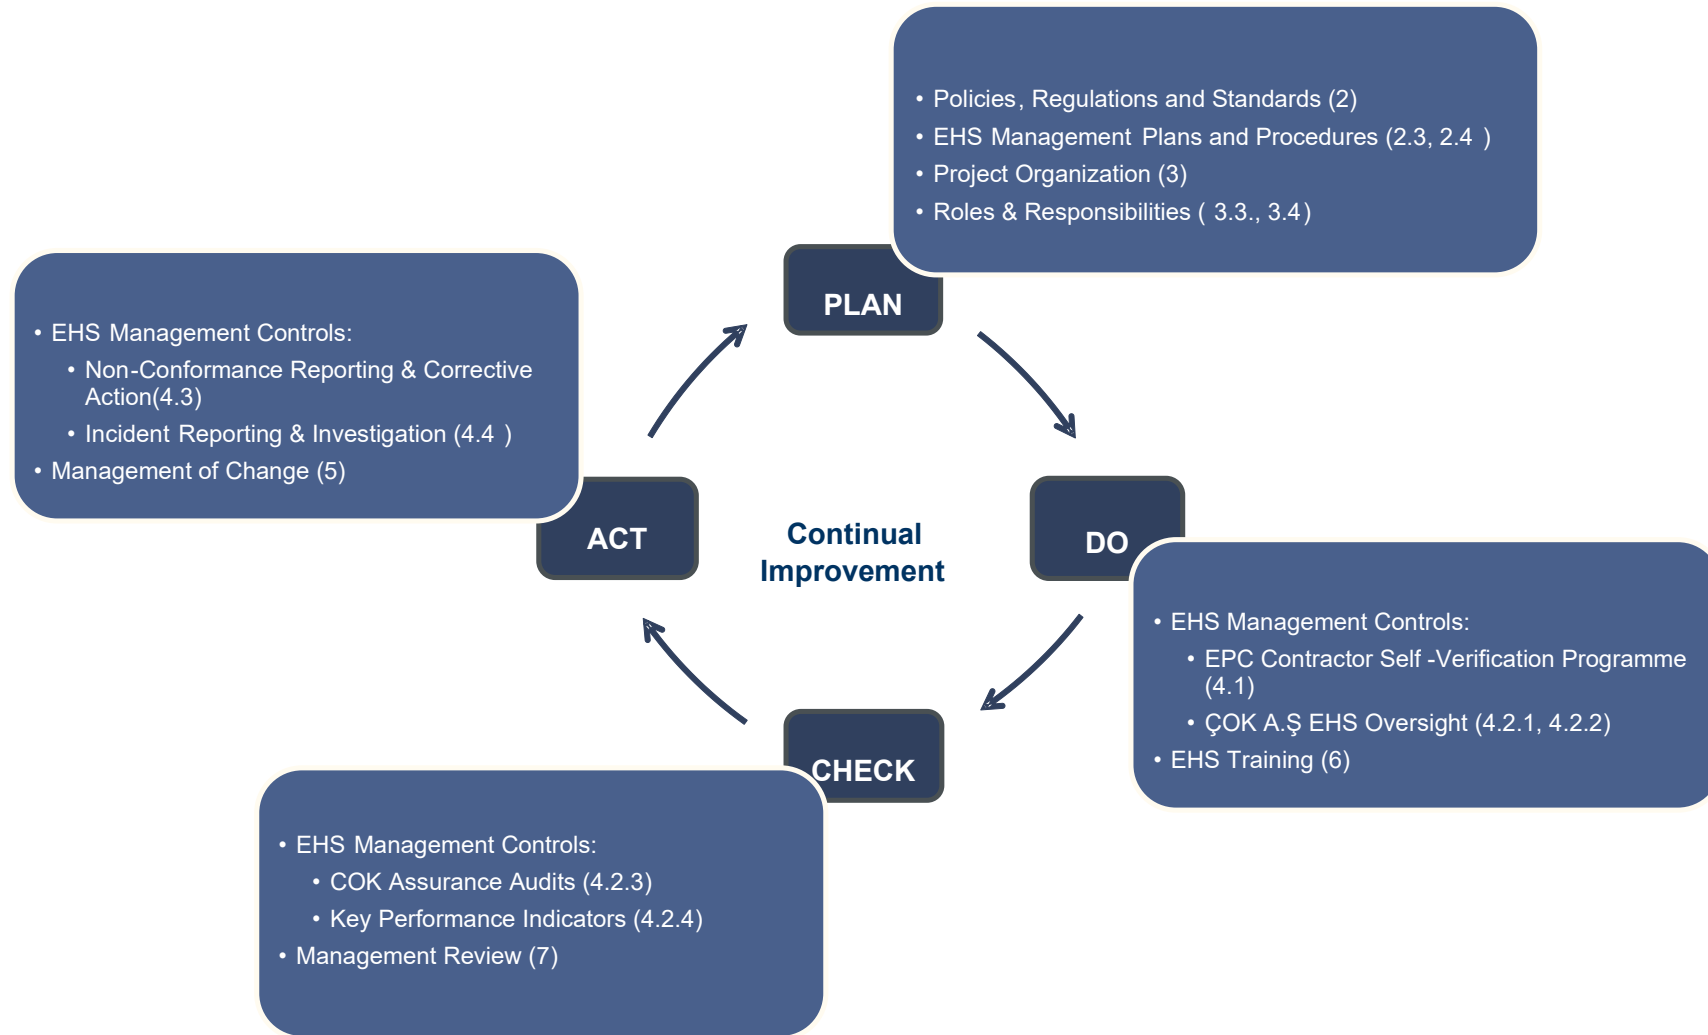 • Policies, Regulations and Standards (2)
• EHS Management Plans and Procedures (2.3, 2.4 )
• Project Organization (3)
• Roles & Responsibilities ( 3.3., 3.4)
PLAN
• EHS Management Controls:
• Non-Conformance Reporting & Corrective
Action(4.3)
• Incident Reporting & Investigation (4.4 )
• Management of Change (5)
ACT
Continual
Improvement
DO
• EHS Management Controls:
• EPC Contractor Self -Verification Programme
(4.1)
• ÇOK A.Ş EHS Oversight (4.2.1, 4.2.2)
• EHS Training (6)
CHECK
• EHS Management Controls:
• COK Assurance Audits (4.2.3)
• Key Performance Indicators (4.2.4)
• Management Review (7)